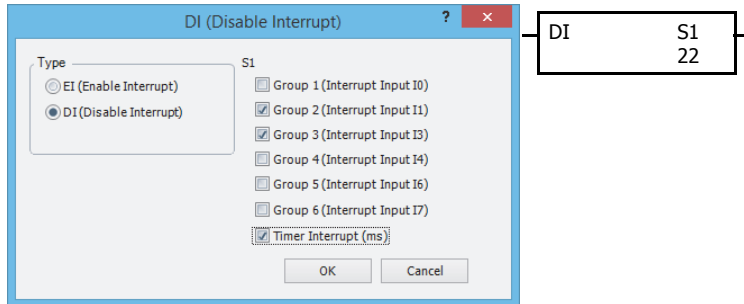 DI (Disable Interrupt)
?
×
Type
EI (Enable Interrupt)
DI (Disable Interrupt)
S1
Group 1 (Interrupt Input I0)
Group 2 (Interrupt Input I1)
Group 3 (Interrupt Input I3)
Group 4 (Interrupt Input I4)
Group 5 (Interrupt Input I6)
Group 6 (Interrupt Input I7)
Timer Interrupt (ms)
OK Cancel
DI S1
22